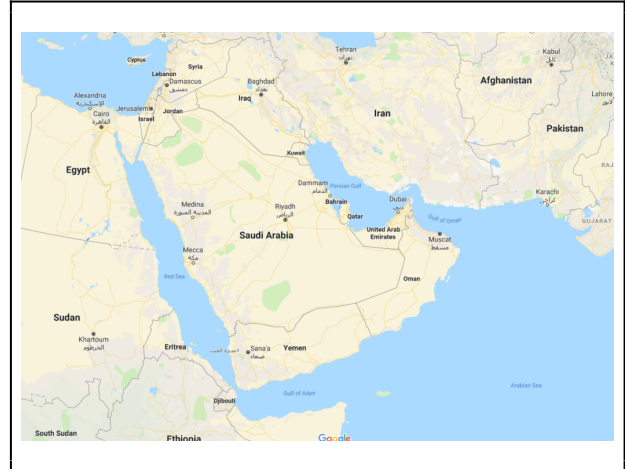 Tehran
تهران
Kabul
کابل
Cyprus
Syria
Lebanon
Damascus
دمشق
Baghdad
بغداد
Afghanistan
Alexandria
الإسكندرية
Iraq
Lahore
Jerusalem
Cairo
القاهرة
Israel
Jordan
Iran
Pakistan
Kuwait
Egypt
Dammam
الدمام
Persian Gulf
Bahrain
Dubai
دبي
Karachi
کراچی
Medina
المدينة المنورة
Riyadh
الرياض
Qatar
Gulf of Oman
GUJARAT
Saudi Arabia
United Arab
Emirates
Muscat
مسقط
Mecca
مكة
Red Sea
Oman
Sudan
Khartoum
الخرطوم
Eritrea
Sana'a
صنعاء
Yemen
Djibouti
Gulf of Aden
Arabian Sea
South Sudan
Ethiopia
Google